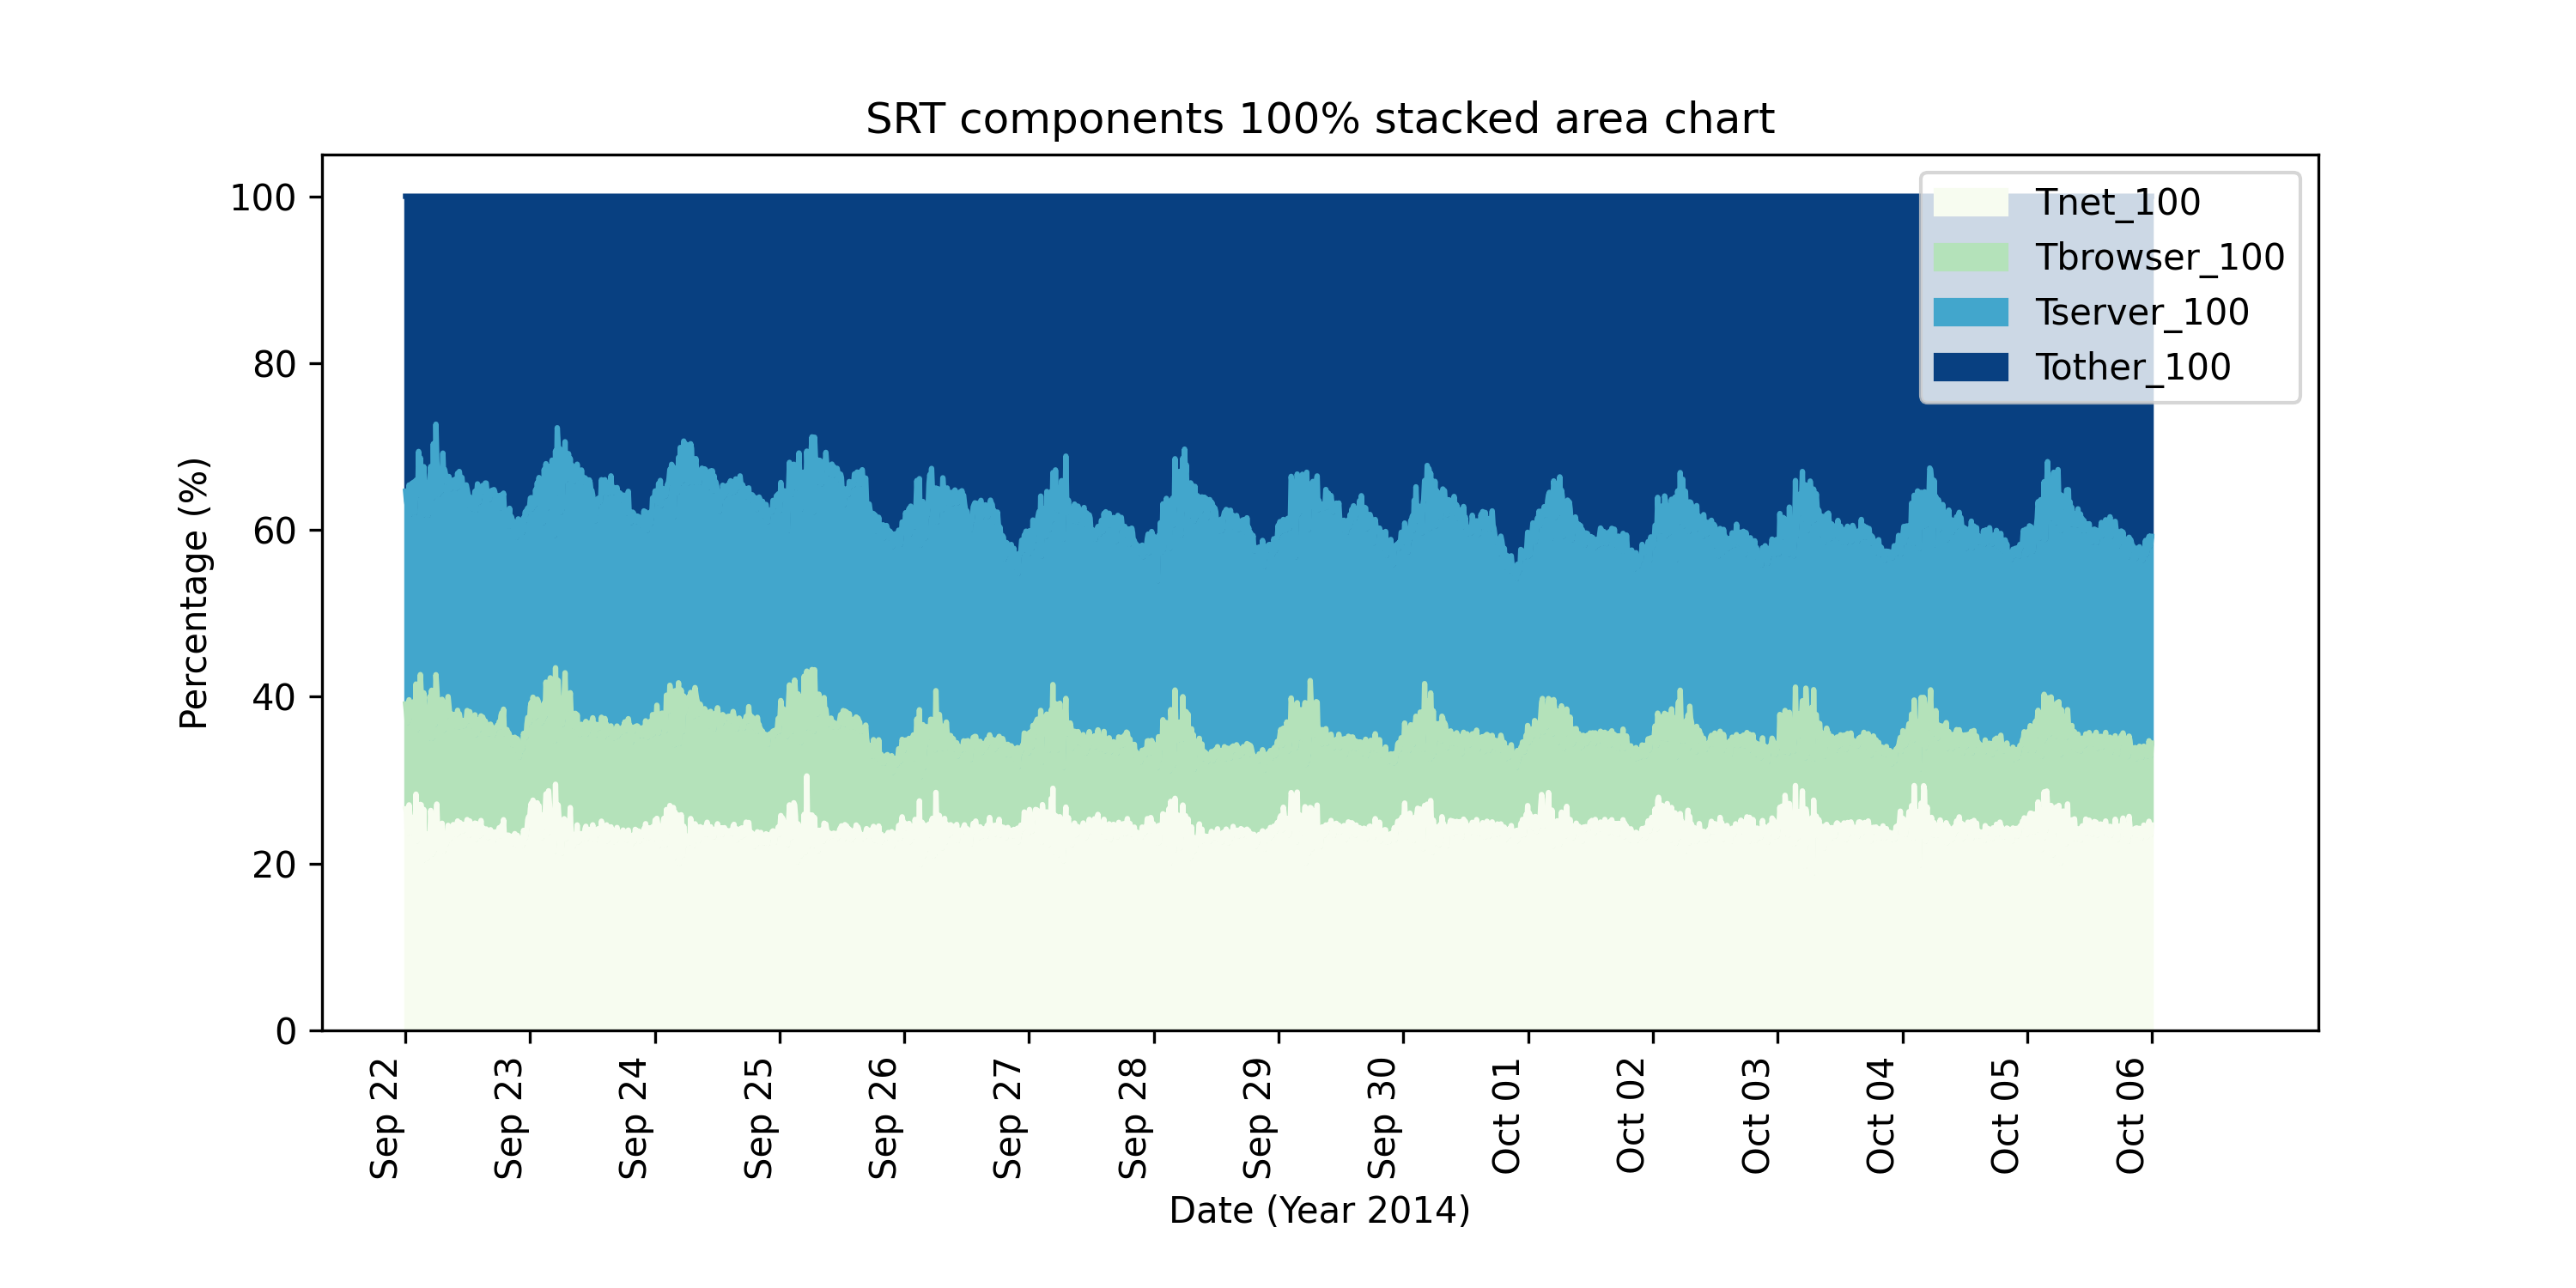 SRT components 100% stacked area chart
Tnet_100
Tbrowser_100
Tserver_100
Tother_100
Percentage (%)
100
80
60
40
20
0
Sep 22
Sep 23
Sep 24
Sep 25
Sep 26
Sep 27
Sep 28
Sep 29
Sep 30
Oct 01
Oct 02
Oct 03
Oct 04
Oct 05
Oct 06
Date (Year 2014)